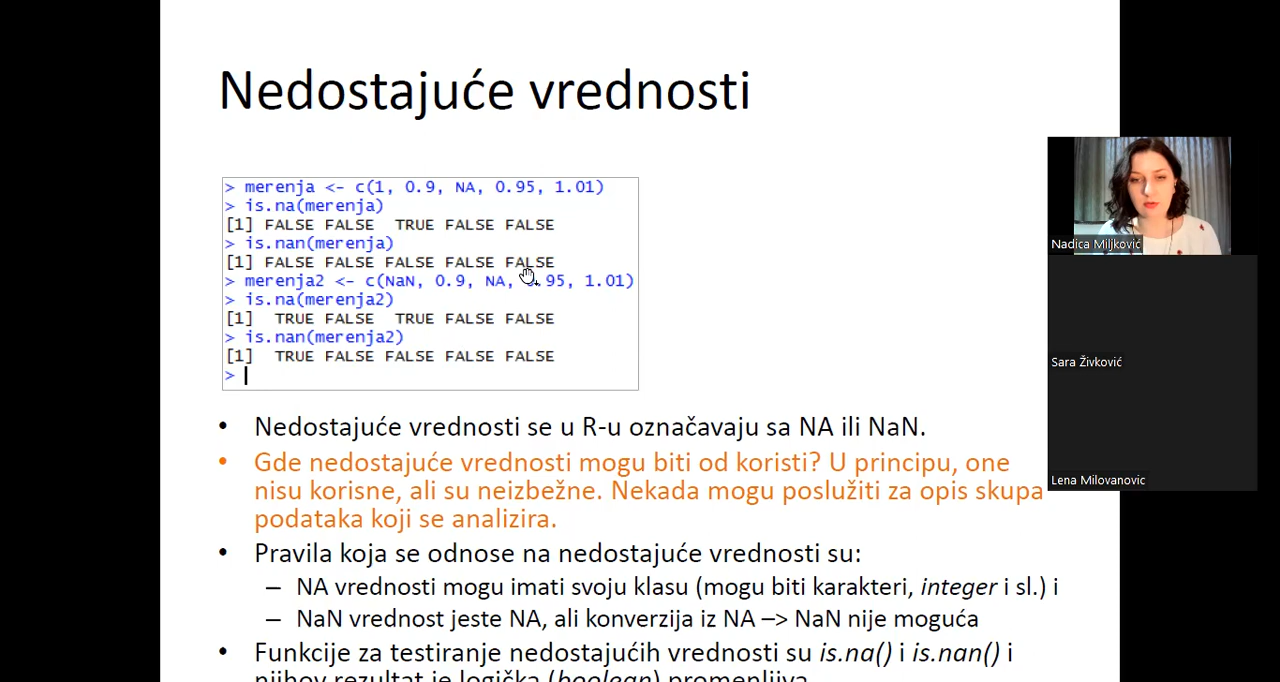 Nedostajuće vrednosti
> merenja <- c(1, 0.9, NA, 0.95, 1.01)
> is.na(merenja)
[1] FALSE FALSE  TRUE FALSE FALSE
> is.nan(merenja)
[1] FALSE FALSE FALSE FALSE FALSE
> merenja2 <- c(NaN, 0.9, NA, 0.95, 1.01)
> is.na(merenja2)
[1]  TRUE FALSE  TRUE FALSE FALSE
> is.nan(merenja2)
[1]  TRUE FALSE FALSE FALSE FALSE
>
• Nedostajuće vrednosti se u R-u označavaju sa NA ili NaN.
• Gde nedostajuće vrednosti mogu biti od koristi? U principu, one
nisu korisne, ali su neizbežne. Nekada mogu poslužiti za opis skupa
podataka koji se analizira.
• Pravila koja se odnose na nedostajuće vrednosti su:
– NA vrednosti mogu imati svoju klasu (mogu biti karakteri, integer i sl.) i
– NaN vrednost jeste NA, ali konverzija iz NA –> NaN nije moguća
• Funkcije za testiranje nedostajućih vrednosti su is.na() i is.nan() i
njihov rezultat je logička (boolean) promenljiva
Nadica Miljković
Sara Živković
Lena Milovanovic